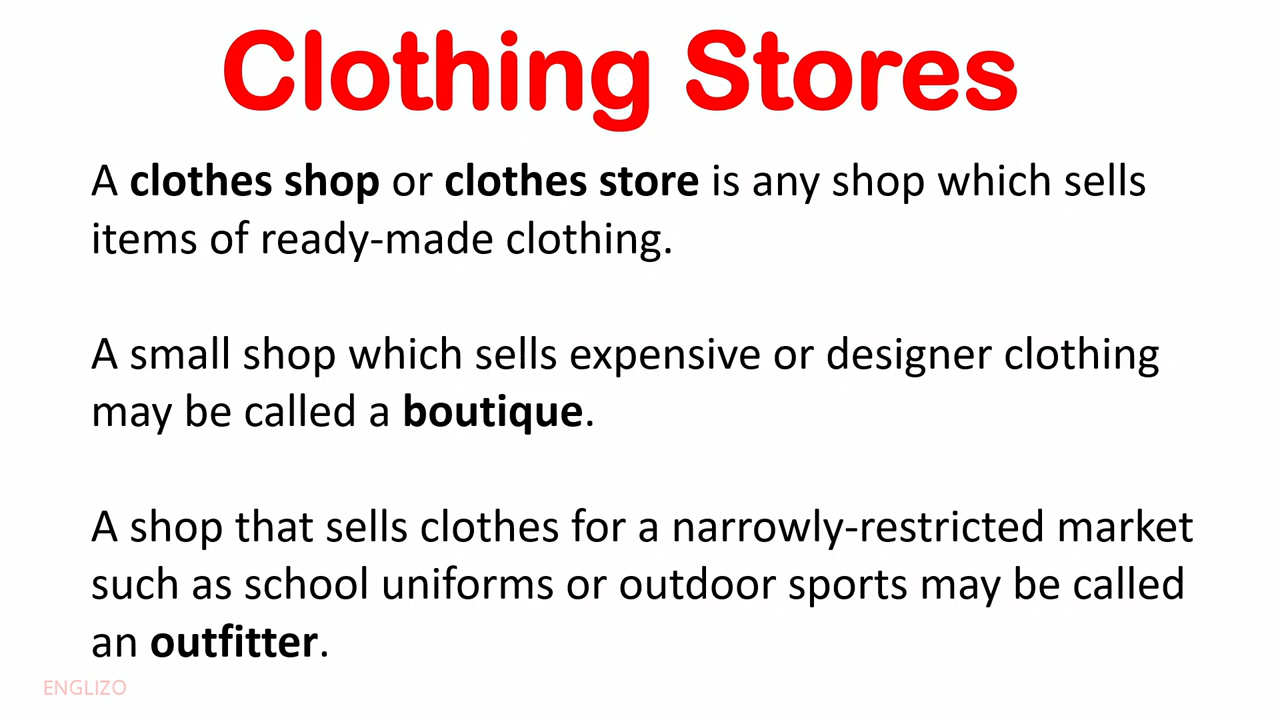 Clothing Stores
A clothes shop or clothes store is any shop which sells
items of ready-made clothing.
A small shop which sells expensive or designer clothing
may be called a boutique.
A shop that sells clothes for a narrowly-restricted market
such as school uniforms or outdoor sports may be called
an outfitter.
ENGLIZO